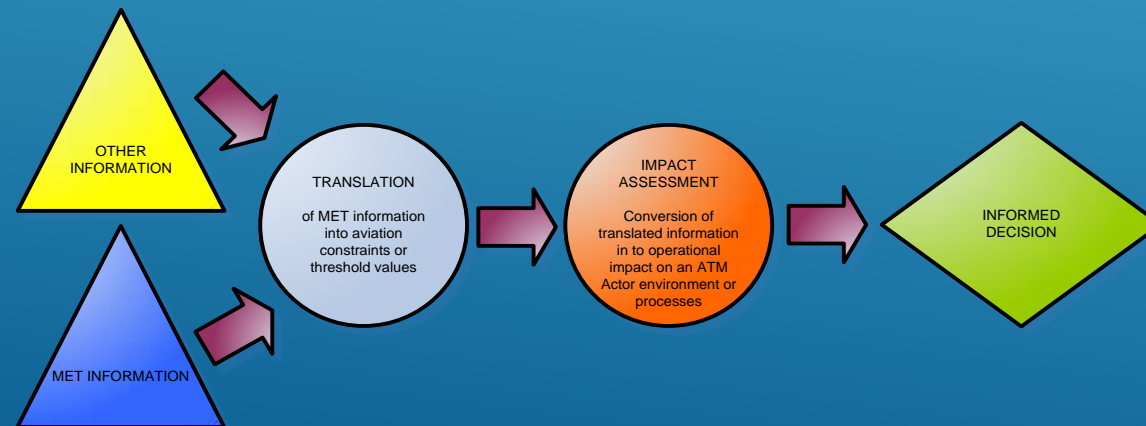 OTHER
INFORMATION
MET INFORMATION
TRANSLATION
of MET information
into aviation
constraints or
threshold values
IMPACT
ASSESSMENT
Conversion of
translated information
in to operational
impact on an ATM
Actor environment or
processes
INFORMED
DECISION